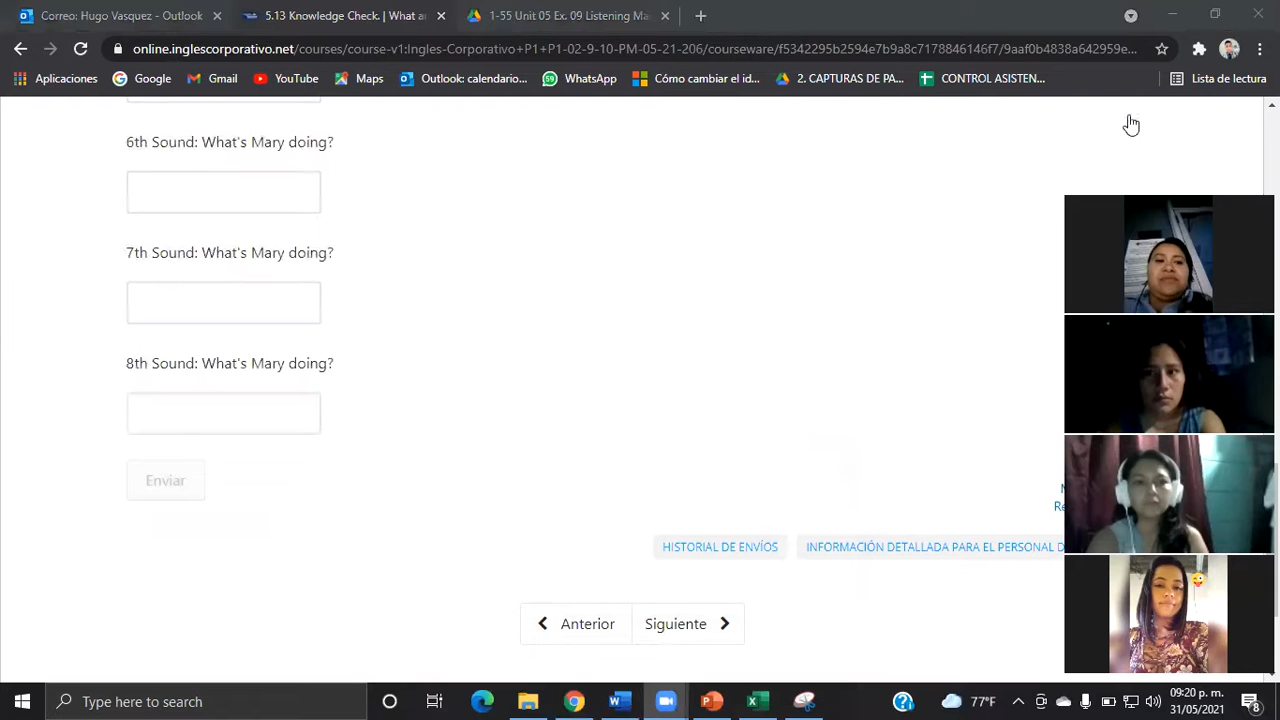 Correo: Hugo Vasquez - Outlook
5.13 Knowledge Check. | What ar
1-55 Unit 05 Ex. 09 Listening Ma
online.inglescorporativo.net/courses/course-v1:Ingles-Corporativo+P1+P1-02-9-10-PM-05-21-206/courseware/f5342295b2594e7b9a8c7178846146f7/9aaf0b4838a642959e...
Aplicaciones
Google
Gmail
YouTube
Maps
Outlook: calendario...
WhatsApp
Cómo cambiar el id...
2. CAPTURAS DE PA...
CONTROL ASISTEN...
Lista de lectura
6th Sound: What's Mary doing?
7th Sound: What's Mary doing?
8th Sound: What's Mary doing?
Enviar
HISTORIAL DE ENVÍOS
INFORMACIÓN DETALLADA PARA EL PERSONAL D
Anterior
Siguiente
Type here to search
77°F
09:20 p. m.
31/05/2021
8